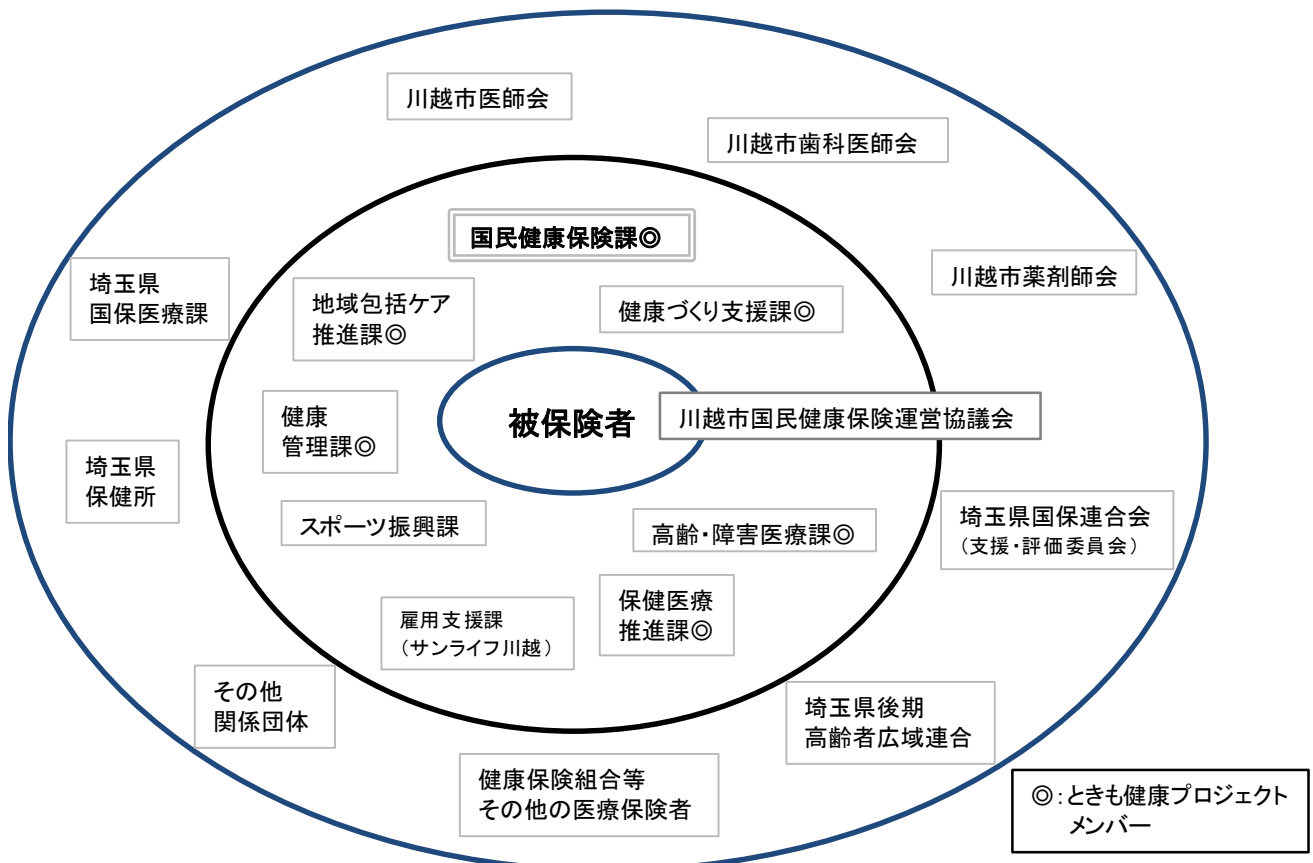 川越市医師会
川越市歯科医師会
国民健康保険課◎
埼玉県
国保医療課
地域包括ケア
推進課◎
健康づくり支援課◎
川越市薬剤師会
健康
管理課◎
被保険者
川越市国民健康保険運営協議会
埼玉県
保健所
スポーツ振興課
高齢・障害医療課◎
埼玉県国保連合会
（支援・評価委員会）
雇用支援課
（サンライフ川越）
保健医療
推進課◎
その他
関係団体
埼玉県後期
高齢者広域連合
健康保険組合等
その他の医療保険者
◎：ときも健康プロジェクト
メンバー